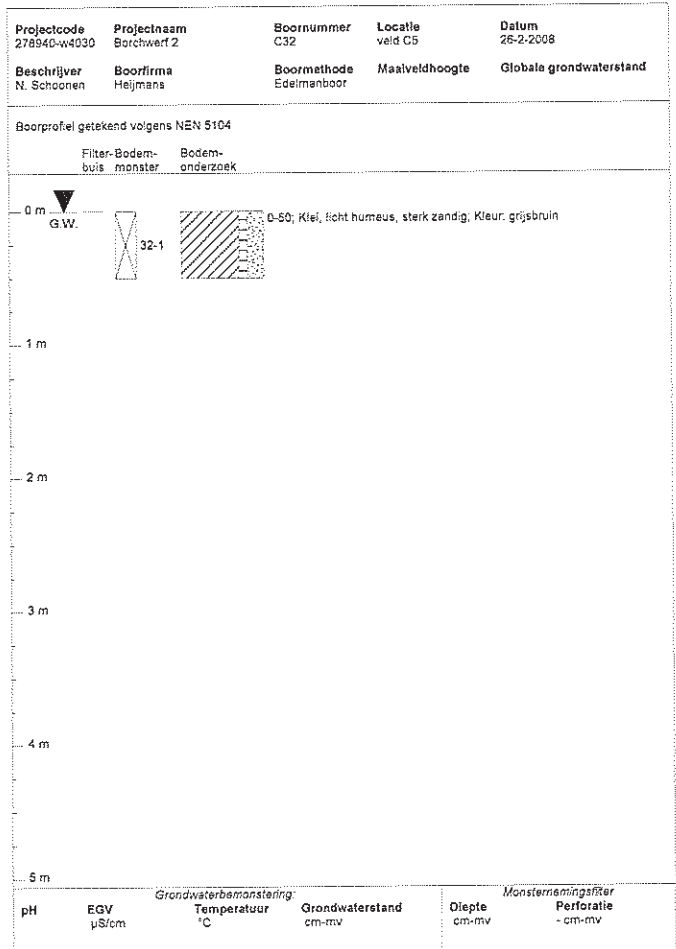 Projectcode Projectnaam Boornummer Locatie Datum
278940-w4030 Borchwerf 2 C32 veld C5 26-2-2008
Beschrijver Boorfirma Boormethode Maaiveldhoogte Globale grondwaterstand
N. Schoonen Heijmans Edelmanboor
Boorprofiel getekend volgens NEN 5104
Filter- Bodem- Bodem-
buis monster onderzoek
0 m
G.W.
0-50; Klei, licht humeus, sterk zandig; Kleur: grijsbruin
32-1
1 m
2 m
3 m
4 m
5 m
Grondwaterbemonstering: Monsternemingsfilter
pH EGV Temperatuur Grondwaterstand Diepte Perforatie
µS/cm °C cm-mv cm-mv - cm-mv